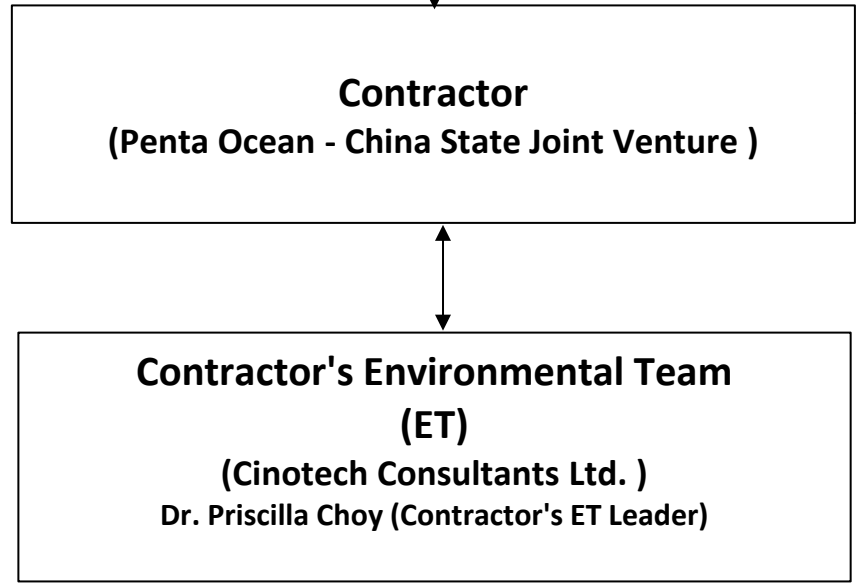 Contractor
(Penta Ocean - China State Joint Venture )
Contractor's Environmental Team
(ET)
(Cinotech Consultants Ltd. )
Dr. Priscilla Choy (Contractor's ET Leader)